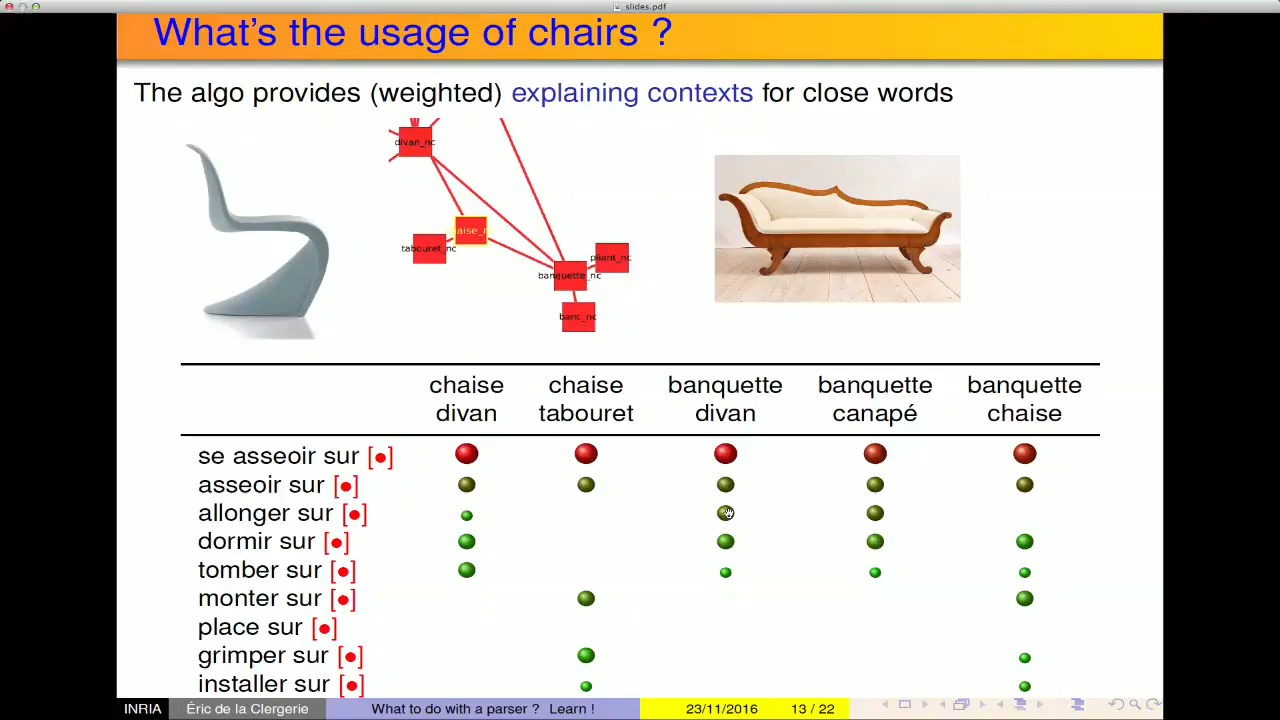 slides.pdf
What's the usage of chairs ?
The algo provides (weighted) explaining contexts for close words
divan_nc
aise_n
tabouret_nc
pliant_nc
banquette_nc
banc_nc
chaise divan
chaise tabouret
banquette divan
banquette canapé
banquette chaise
se asseoir sur [•]
asseoir sur [•]
allonger sur [•]
dormir sur [•]
tomber sur [•]
monter sur [•]
place sur [•]
grimper sur [•]
installer sur [•]
INRIA Éric de la Clergerie What to do with a parser ? Learn ! 23/11/2016 13 / 22